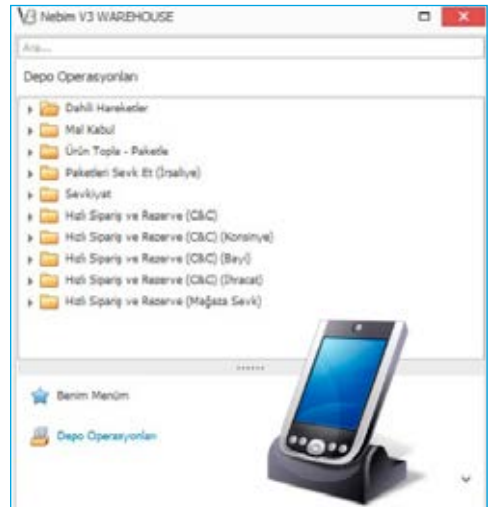 Nebim V3 WAREHOUSE
Ara...
Depo Operasyonları
Dahili Hareketler
Mal Kabul
Ürün Topla - Paketle
Paketleri Sevk Et (İrsaliye)
Sevkiyat
Hızlı Sipariş ve Rezerve (C&C)
Hızlı Sipariş ve Rezerve (C&C) (Konsinye)
Hızlı Sipariş ve Rezerve (C&C) (Bayi)
Hızlı Sipariş ve Rezerve (C&C) (İhracat)
Hızlı Sipariş ve Rezerve (Mağaza Sevk)
Benim Menüm
Depo Operasyonları